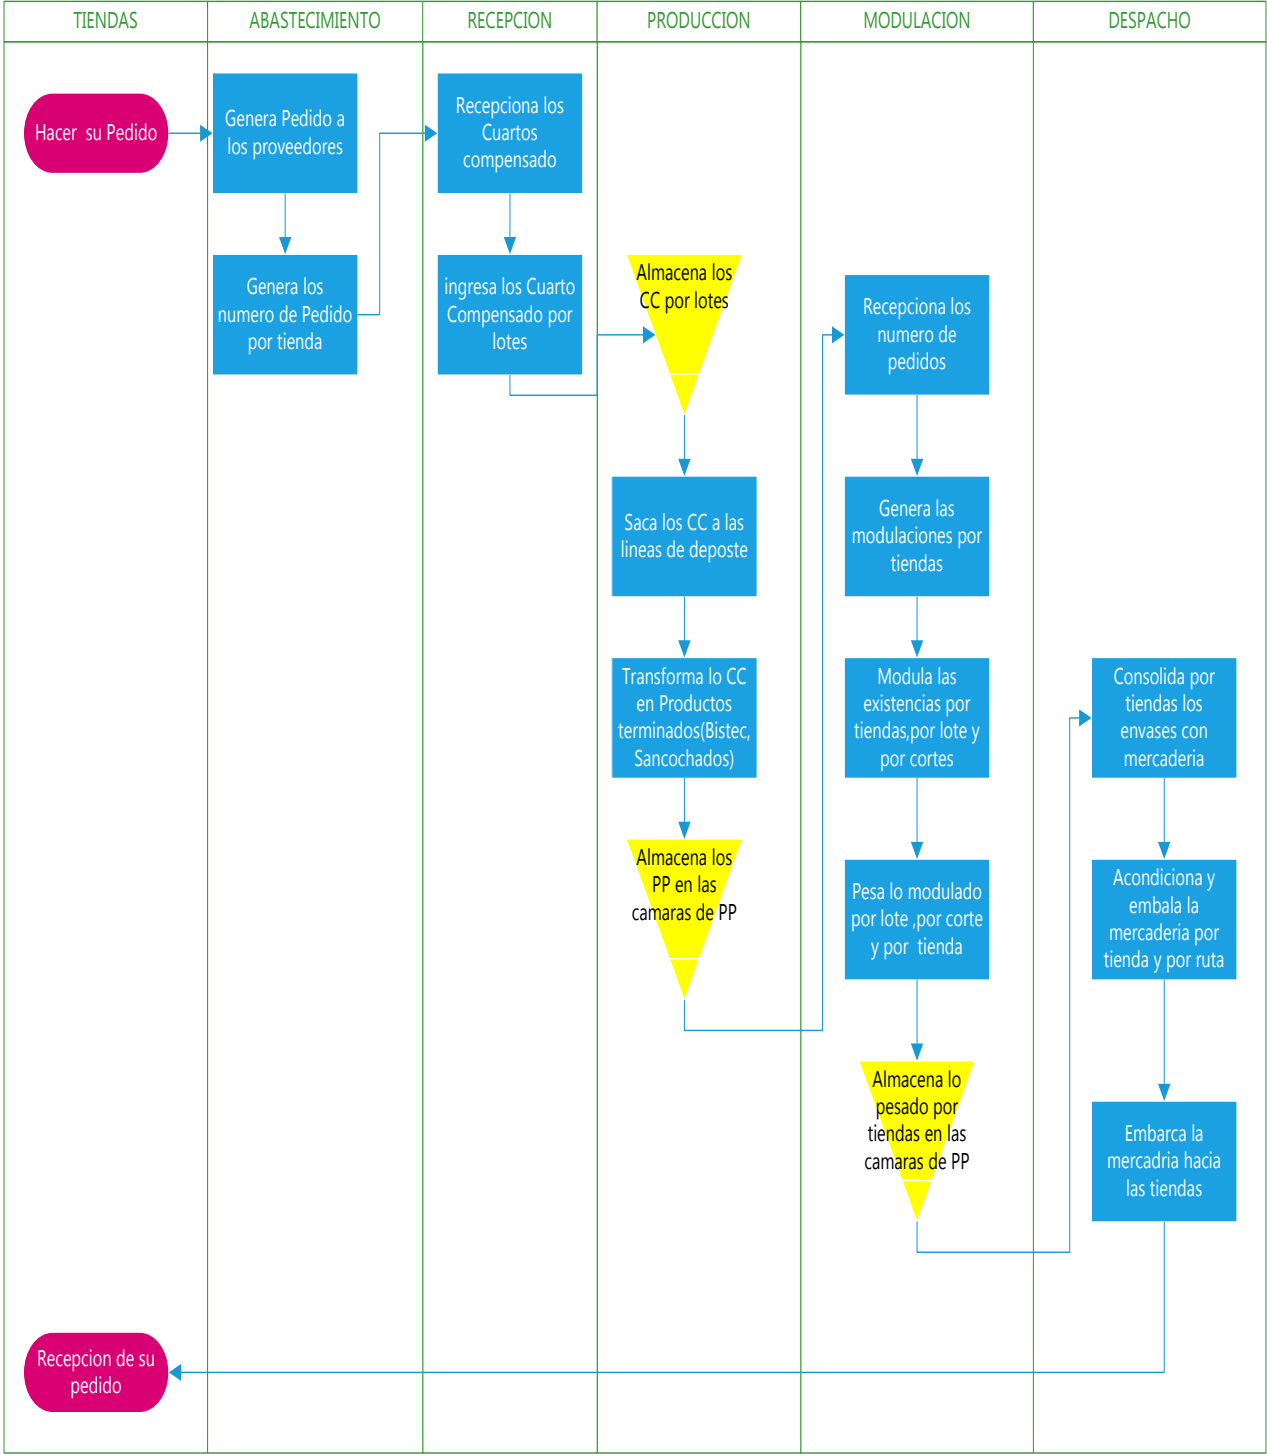 TIENDAS
ABASTECIMIENTO
RECEPCION
PRODUCCION
MODULACION
DESPACHO
Hacer  su Pedido
Genera Pedido a
los proveedores
Recepciona los
Cuartos
compensado
Genera los
numero de Pedido
por tienda
ingresa los Cuarto
Compensado por
lotes
Almacena los
CC por lotes
Recepciona los
numero de
pedidos
Saca los CC a las
lineas de deposte
Genera las
modulaciones por
tiendas
Transforma lo CC
en Productos
terminados(Bistec,
Sancochados)
Modula las
existencias por
tiendas,por lote y
por cortes
Consolida por
tiendas los
envases con
mercaderia
Almacena los
PP en las
camaras de PP
Pesa lo modulado
por lote ,por corte
y por  tienda
Acondiciona y
embala la
mercaderia por
tienda y por ruta
Almacena lo
pesado por
tiendas en las
camaras de PP
Embarca la
mercadria hacia
las tiendas
Recepcion de su
pedido